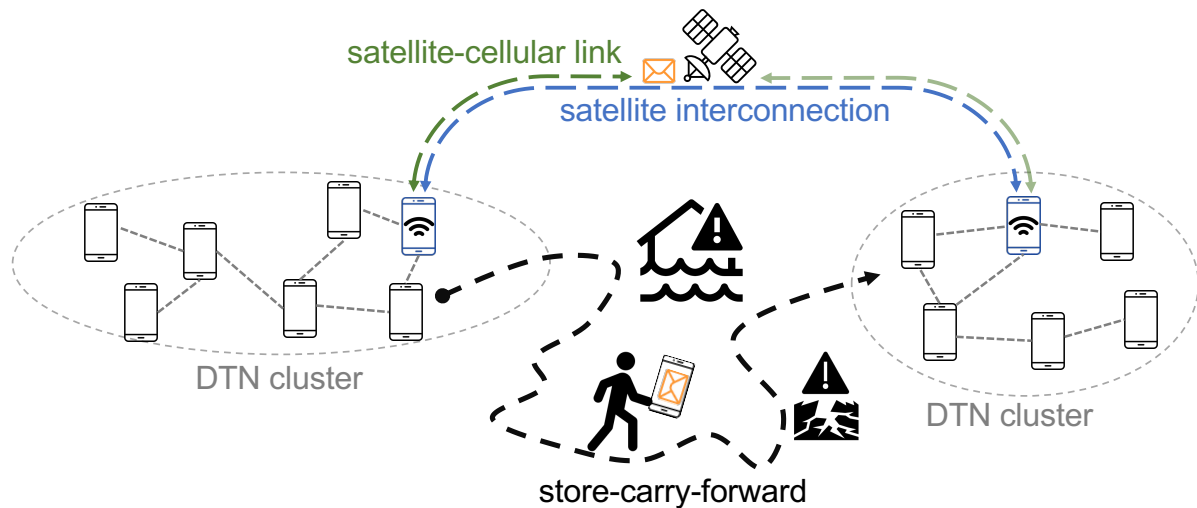 satellite-cellular link
satellite interconnection
DTN cluster
DTN cluster
store-carry-forward